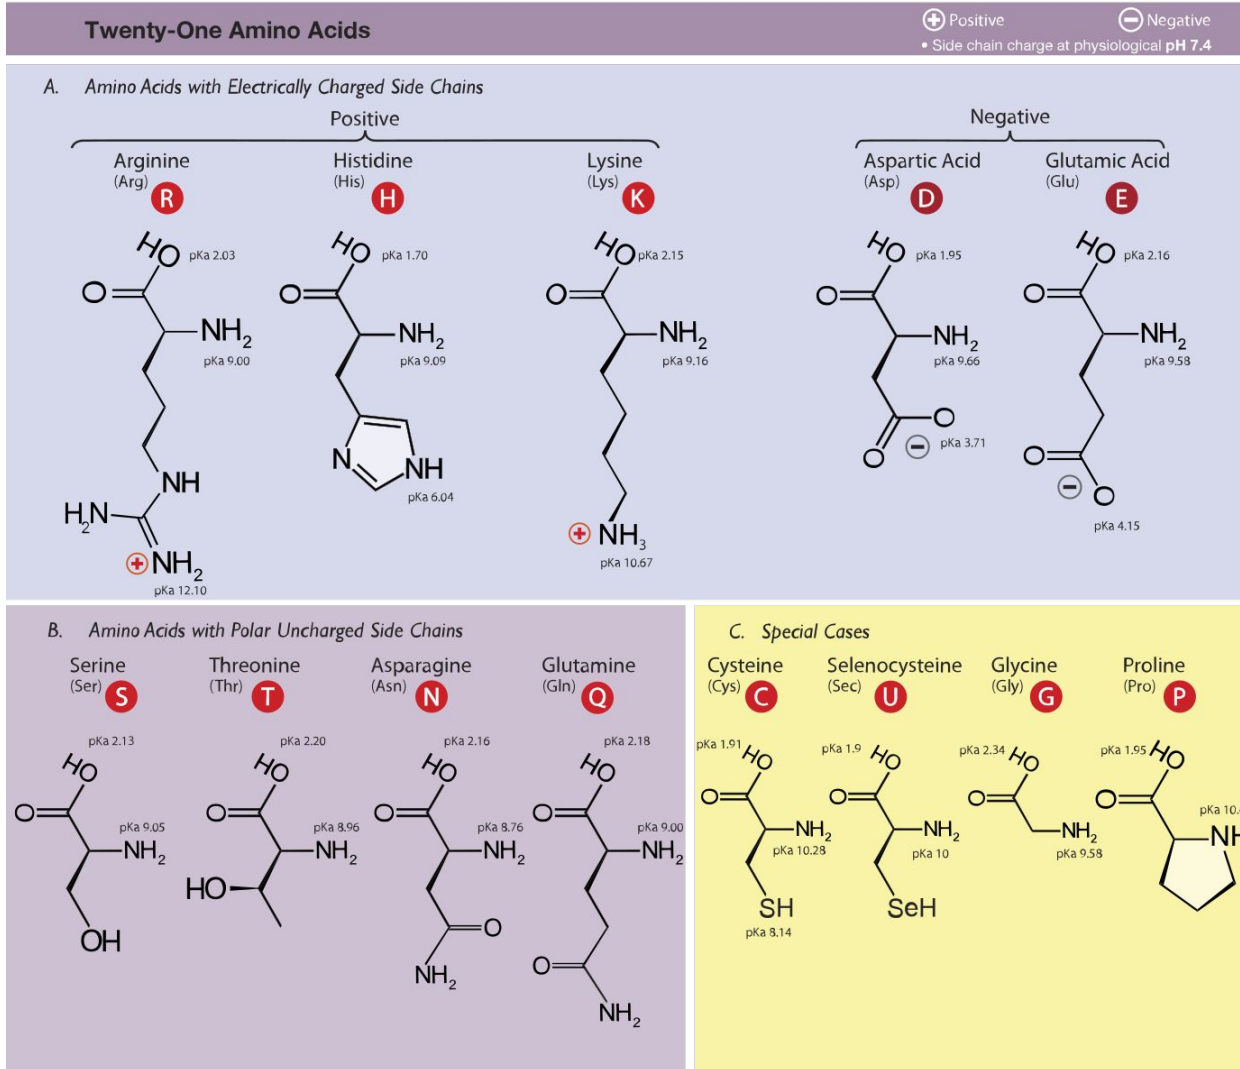 Twenty-One Amino Acids
+ Positive
− Negative
• Side chain charge at physiological pH 7.4
A. Amino Acids with Electrically Charged Side Chains
Positive
Negative
Arginine
(Arg)
R
Histidine
(His)
H
Lysine
(Lys)
K
Aspartic Acid
(Asp)
D
Glutamic Acid
(Glu)
E
HO
pKa 2.03
O
NH2
pKa 9.00
NH
H2N
+ NH2
pKa 12.10
HO
pKa 1.70
O
NH2
pKa 9.09
N
NH
pKa 6.04
HO
pKa 2.15
O
NH2
pKa 9.16
+ NH3
pKa 10.67
HO
pKa 1.95
O
NH2
pKa 9.66
O
− pKa 3.71
O
HO
pKa 2.16
O
NH2
pKa 9.58
O
−
O
pKa 4.15
B. Amino Acids with Polar Uncharged Side Chains
Serine
(Ser)
S
Threonine
(Thr)
T
Asparagine
(Asn)
N
Glutamine
(Gln)
Q
pKa 2.13
HO
O
pKa 9.05
NH2
OH
pKa 2.20
HO
O
pKa 8.96
NH2
HO
pKa 2.16
HO
O
pKa 8.76
NH2
O
NH2
pKa 2.18
HO
O
pKa 9.00
NH2
O
NH2
C. Special Cases
Cysteine
(Cys)
C
Selenocysteine
(Sec)
U
Glycine
(Gly)
G
Proline
(Pro)
P
pKa 1.91
HO
O
NH2
pKa 10.28
SH
pKa 8.14
pKa 1.9
HO
O
NH2
pKa 10
SeH
pKa 2.34
HO
O
NH2
pKa 9.58
pKa 1.95
HO
O
pKa 10.
NH